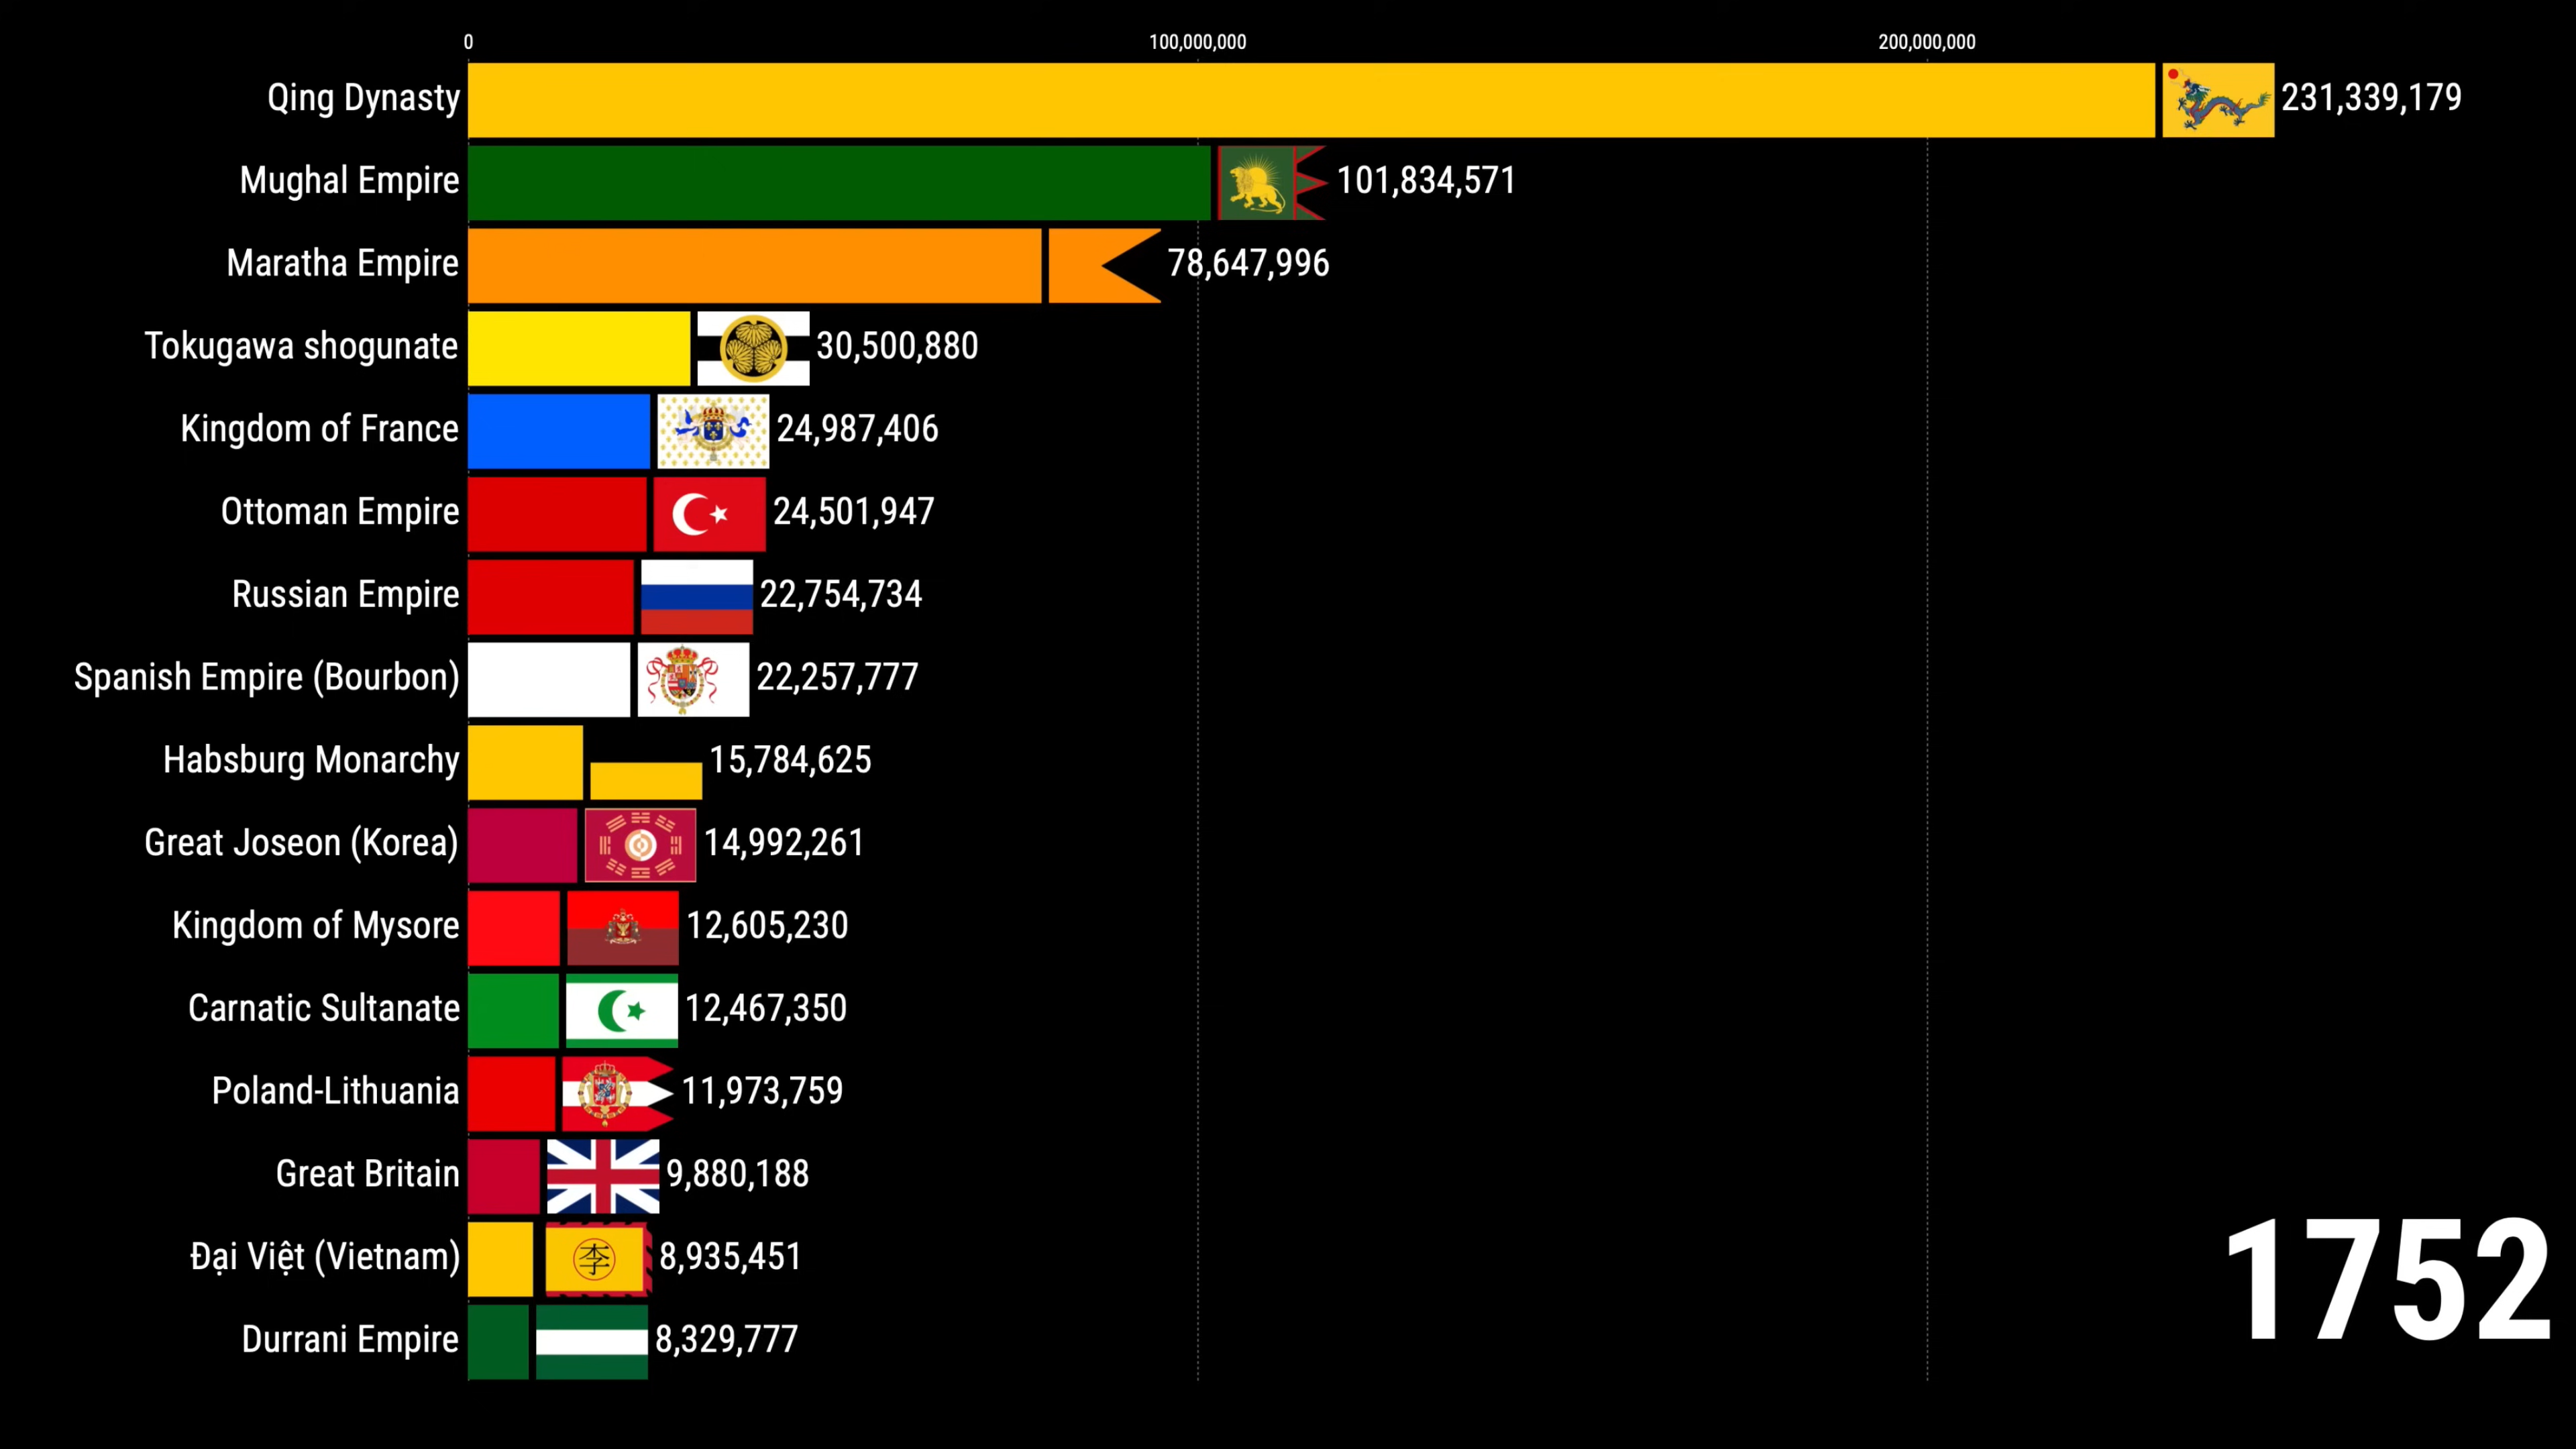 0 100,000,000 200,000,000
Qing Dynasty 231,339,179
Mughal Empire 101,834,571
Maratha Empire 78,647,996
Tokugawa shogunate 30,500,880
Kingdom of France 24,987,406
Ottoman Empire 24,501,947
Russian Empire 22,754,734
Spanish Empire (Bourbon) 22,257,777
Habsburg Monarchy 15,784,625
Great Joseon (Korea) 14,992,261
Kingdom of Mysore 12,605,230
Carnatic Sultanate 12,467,350
Poland-Lithuania 11,973,759
Great Britain 9,880,188
Đại Việt (Vietnam) 李 8,935,451
Durrani Empire 8,329,777
1752